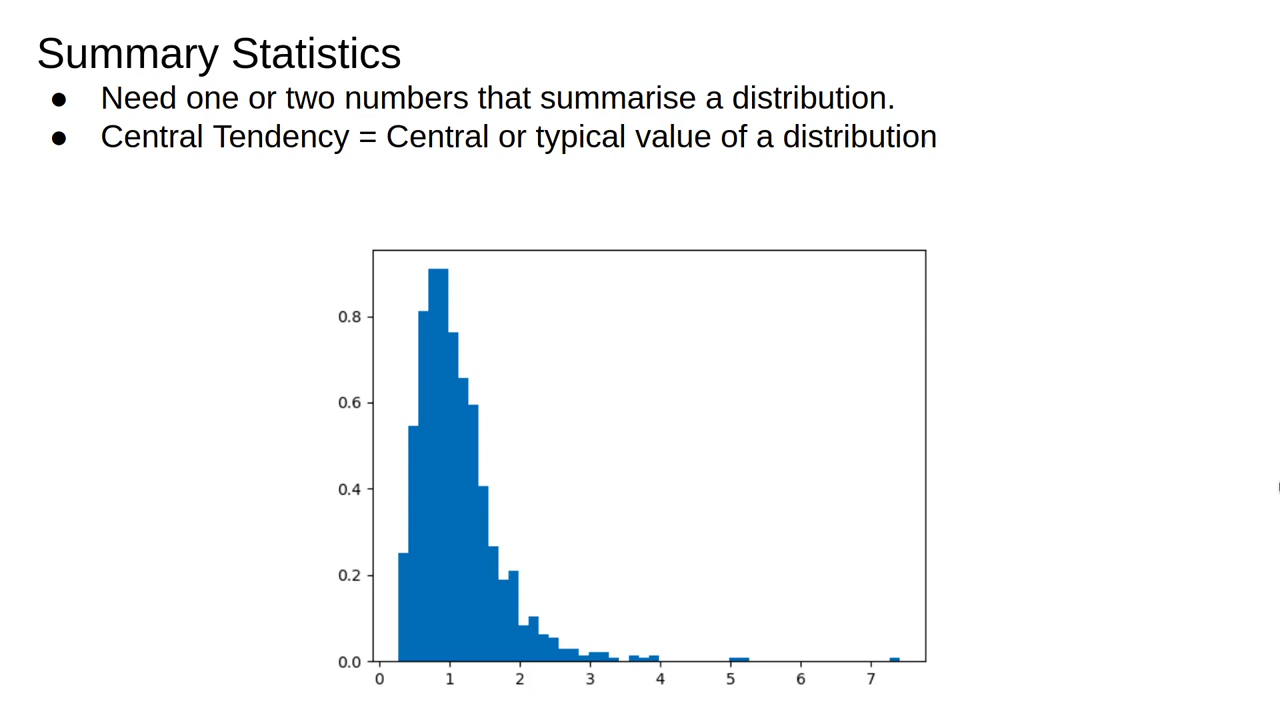 Summary Statistics
● Need one or two numbers that summarise a distribution.
● Central Tendency = Central or typical value of a distribution
0.8
0.6
0.4
0.2
0.0
0 1 2 3 4 5 6 7